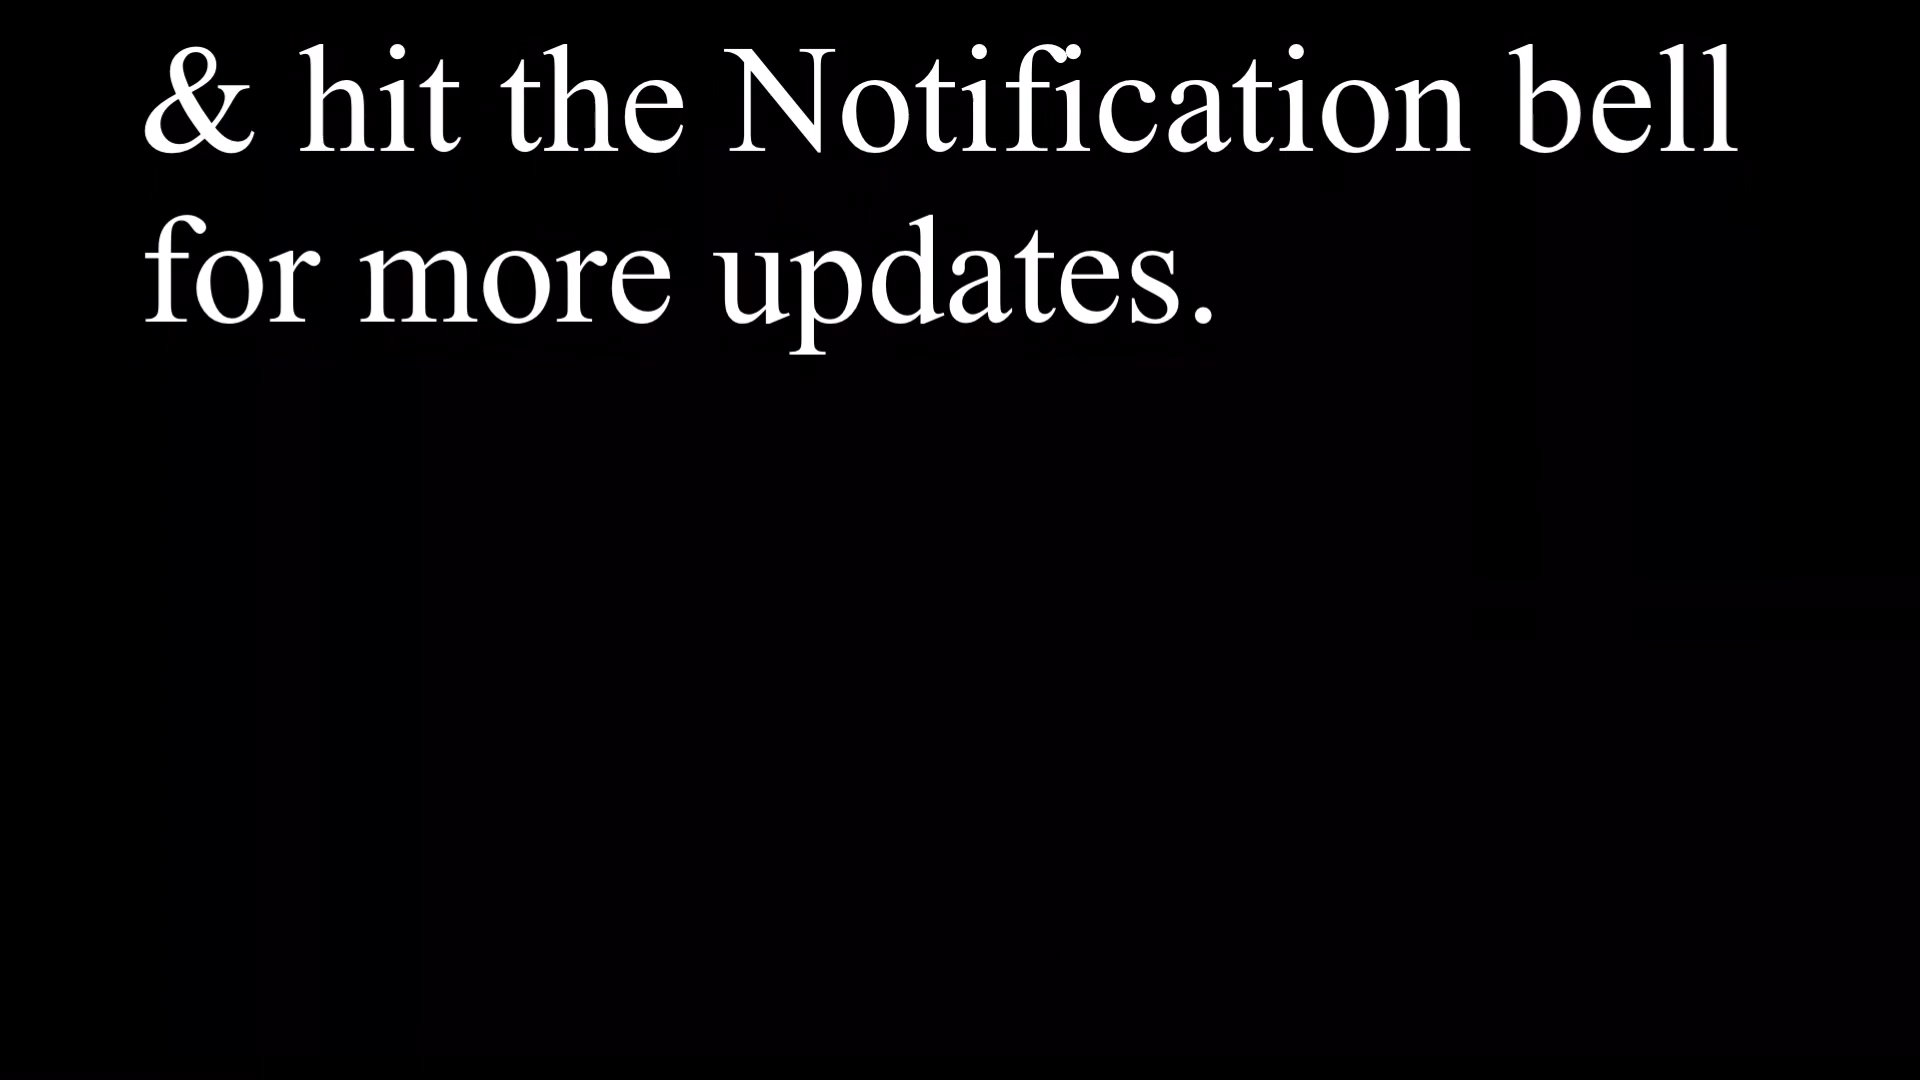 & hit the Notification bell
for more updates.